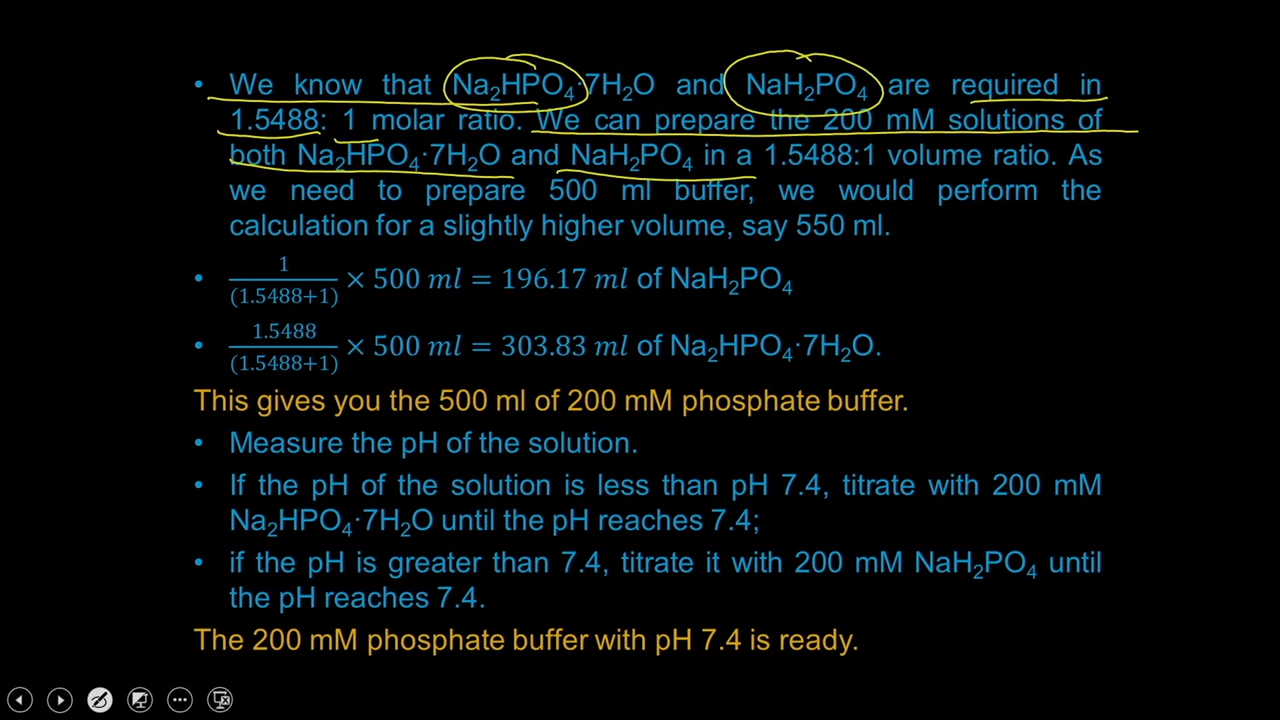 • We know that Na₂HPO₄·7H₂O and NaH₂PO₄ are required in
1.5488: 1 molar ratio. We can prepare the 200 mM solutions of
both Na₂HPO₄·7H₂O and NaH₂PO₄ in a 1.5488:1 volume ratio. As
we need to prepare 500 ml buffer, we would perform the
calculation for a slightly higher volume, say 550 ml.
• 1/(1.5488+1) × 500 ml = 196.17 ml of NaH₂PO₄
• 1.5488/(1.5488+1) × 500 ml = 303.83 ml of Na₂HPO₄·7H₂O.
This gives you the 500 ml of 200 mM phosphate buffer.
• Measure the pH of the solution.
• If the pH of the solution is less than pH 7.4, titrate with 200 mM
Na₂HPO₄·7H₂O until the pH reaches 7.4;
• if the pH is greater than 7.4, titrate it with 200 mM NaH₂PO₄ until
the pH reaches 7.4.
The 200 mM phosphate buffer with pH 7.4 is ready.